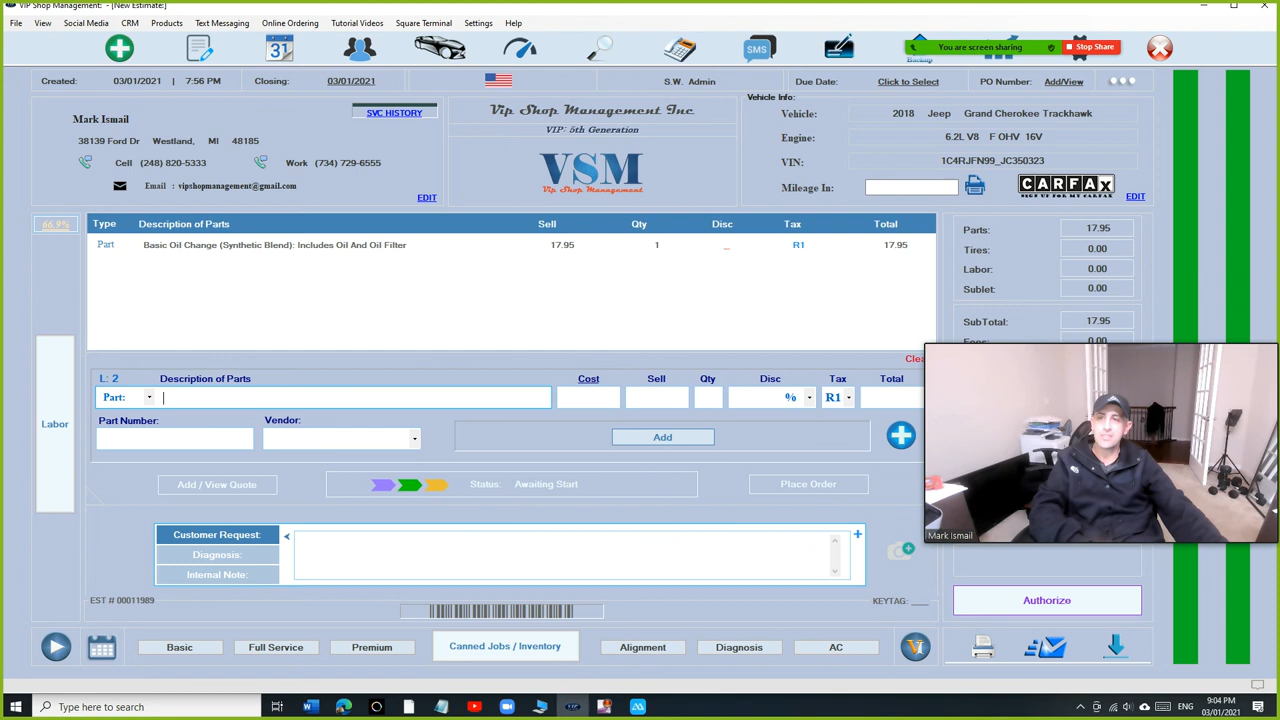 VIP Shop Management: - [New Estimate:]
File View Social Media CRM Products Text Messaging Online Ordering Tutorial Videos Square Terminal Settings Help
31
SMS
You are screen sharing
Stop Share
Backup
Created: 03/01/2021 | 7:56 PM Closing: 03/01/2021 S.W. Admin Due Date: Click to Select PO Number: Add/View
SVC HISTORY
Mark Ismail
38139 Ford Dr Westland, MI 48185
Cell (248) 820-5333 Work (734) 729-6555
Email : vipshopmanagement@gmail.com
EDIT
Vip Shop Management Inc
VIP: 5th Generation
VSM
Vip Shop Management
Vehicle Info:
Vehicle: 2018 Jeep Grand Cherokee Trackhawk
Engine: 6.2L V8 F OHV 16V
VIN: 1C4RJFN99_JC350323
Mileage In:
CARFAX
SIGN UP FOR MY CARFAX
EDIT
66.9%
Type Description of Parts Sell Qty Disc Tax Total
Part Basic Oil Change (Synthetic Blend): Includes Oil And Oil Filter 17.95 1 _ R1 17.95
Parts: 17.95
Tires: 0.00
Labor: 0.00
Sublet: 0.00
SubTotal: 17.95
Labor
L: 2 Description of Parts Cost Sell Qty Disc Tax Total
Part: % R1
Part Number: Vendor:
Add
Add / View Quote
Status: Awaiting Start
Place Order
Customer Request:
Diagnosis:
Internal Note:
Mark Ismail
EST # 00011989
KEYTAG: ___
Authorize
Basic Full Service Premium Canned Jobs / Inventory Alignment Diagnosis AC
Type here to search
ENG
9:04 PM
03/01/2021